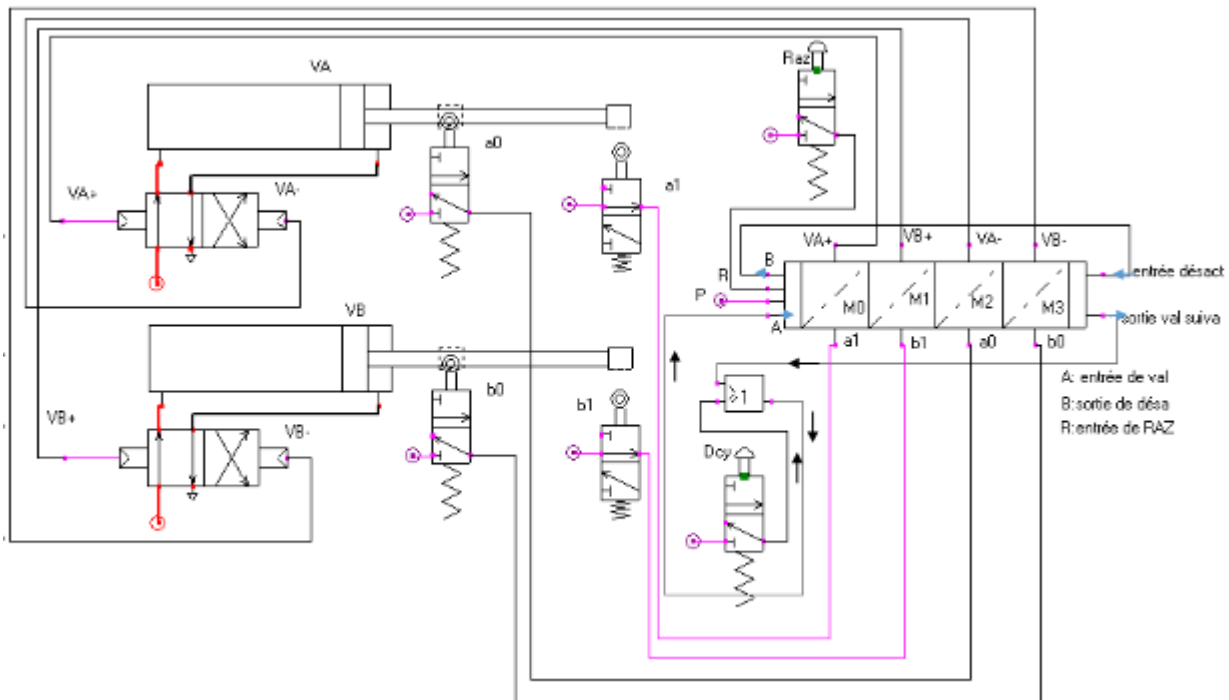 VA
Raz
a0
a1
VA+
VA-
VA+
VB+
VA-
VB-
B
R
P
A
M0
M1
M2
M3
entrée désact
sortie val suiva
a1
b1
a0
b0
VB
b0
b1
VB+
VB-
≥1
Dcy
A: entrée de val
B:sortie de désa
R:entrée de RAZ